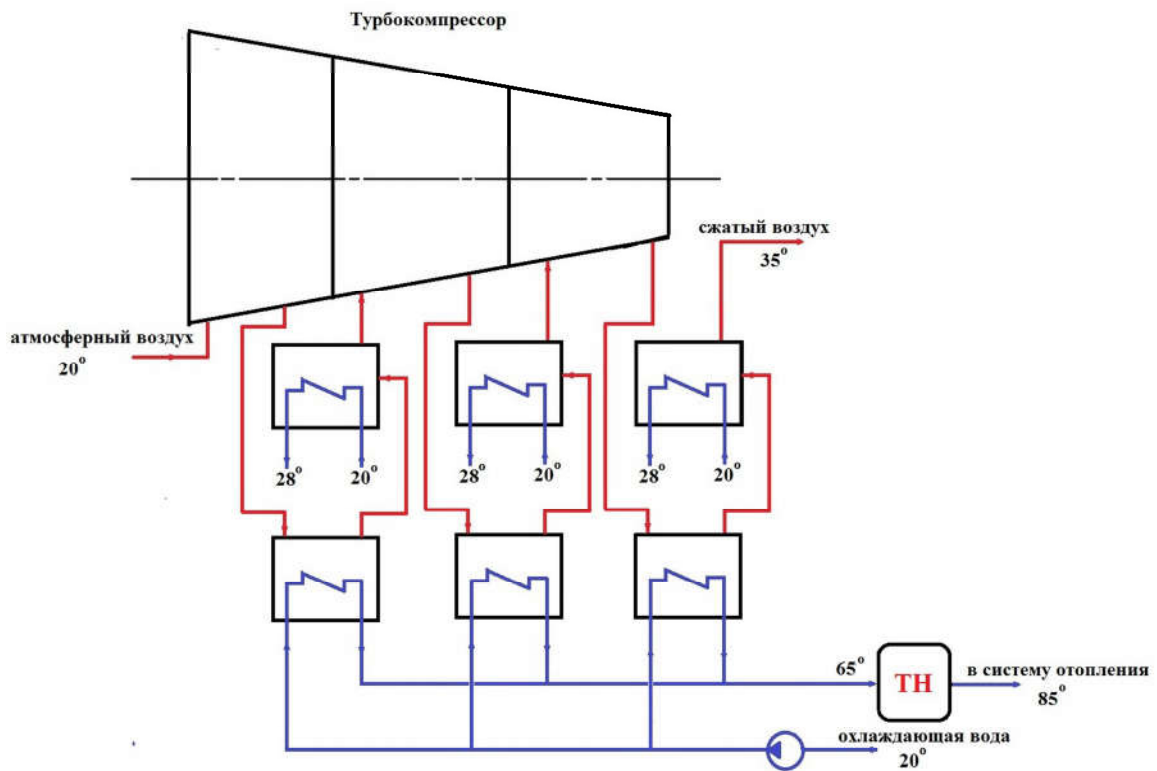 Турбокомпрессор
сжатый воздух
35°
атмосферный воздух
20°
28° 20° 28° 20° 28° 20°
65°
ТН
в систему отопления
85°
охлаждающая вода
20°